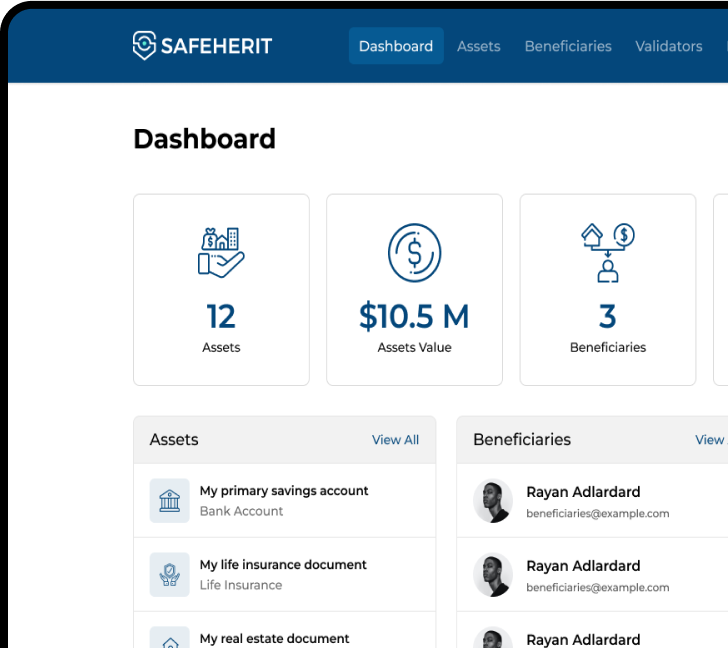 SAFEHERIT
Dashboard Assets Beneficiaries Validators
Dashboard
12
Assets
$10.5 M
Assets Value
3
Beneficiaries
Assets View All
My primary savings account
Bank Account
My life insurance document
Life Insurance
My real estate document
Beneficiaries View
Rayan Adlardard
beneficiaries@example.com
Rayan Adlardard
beneficiaries@example.com
Rayan Adlardard